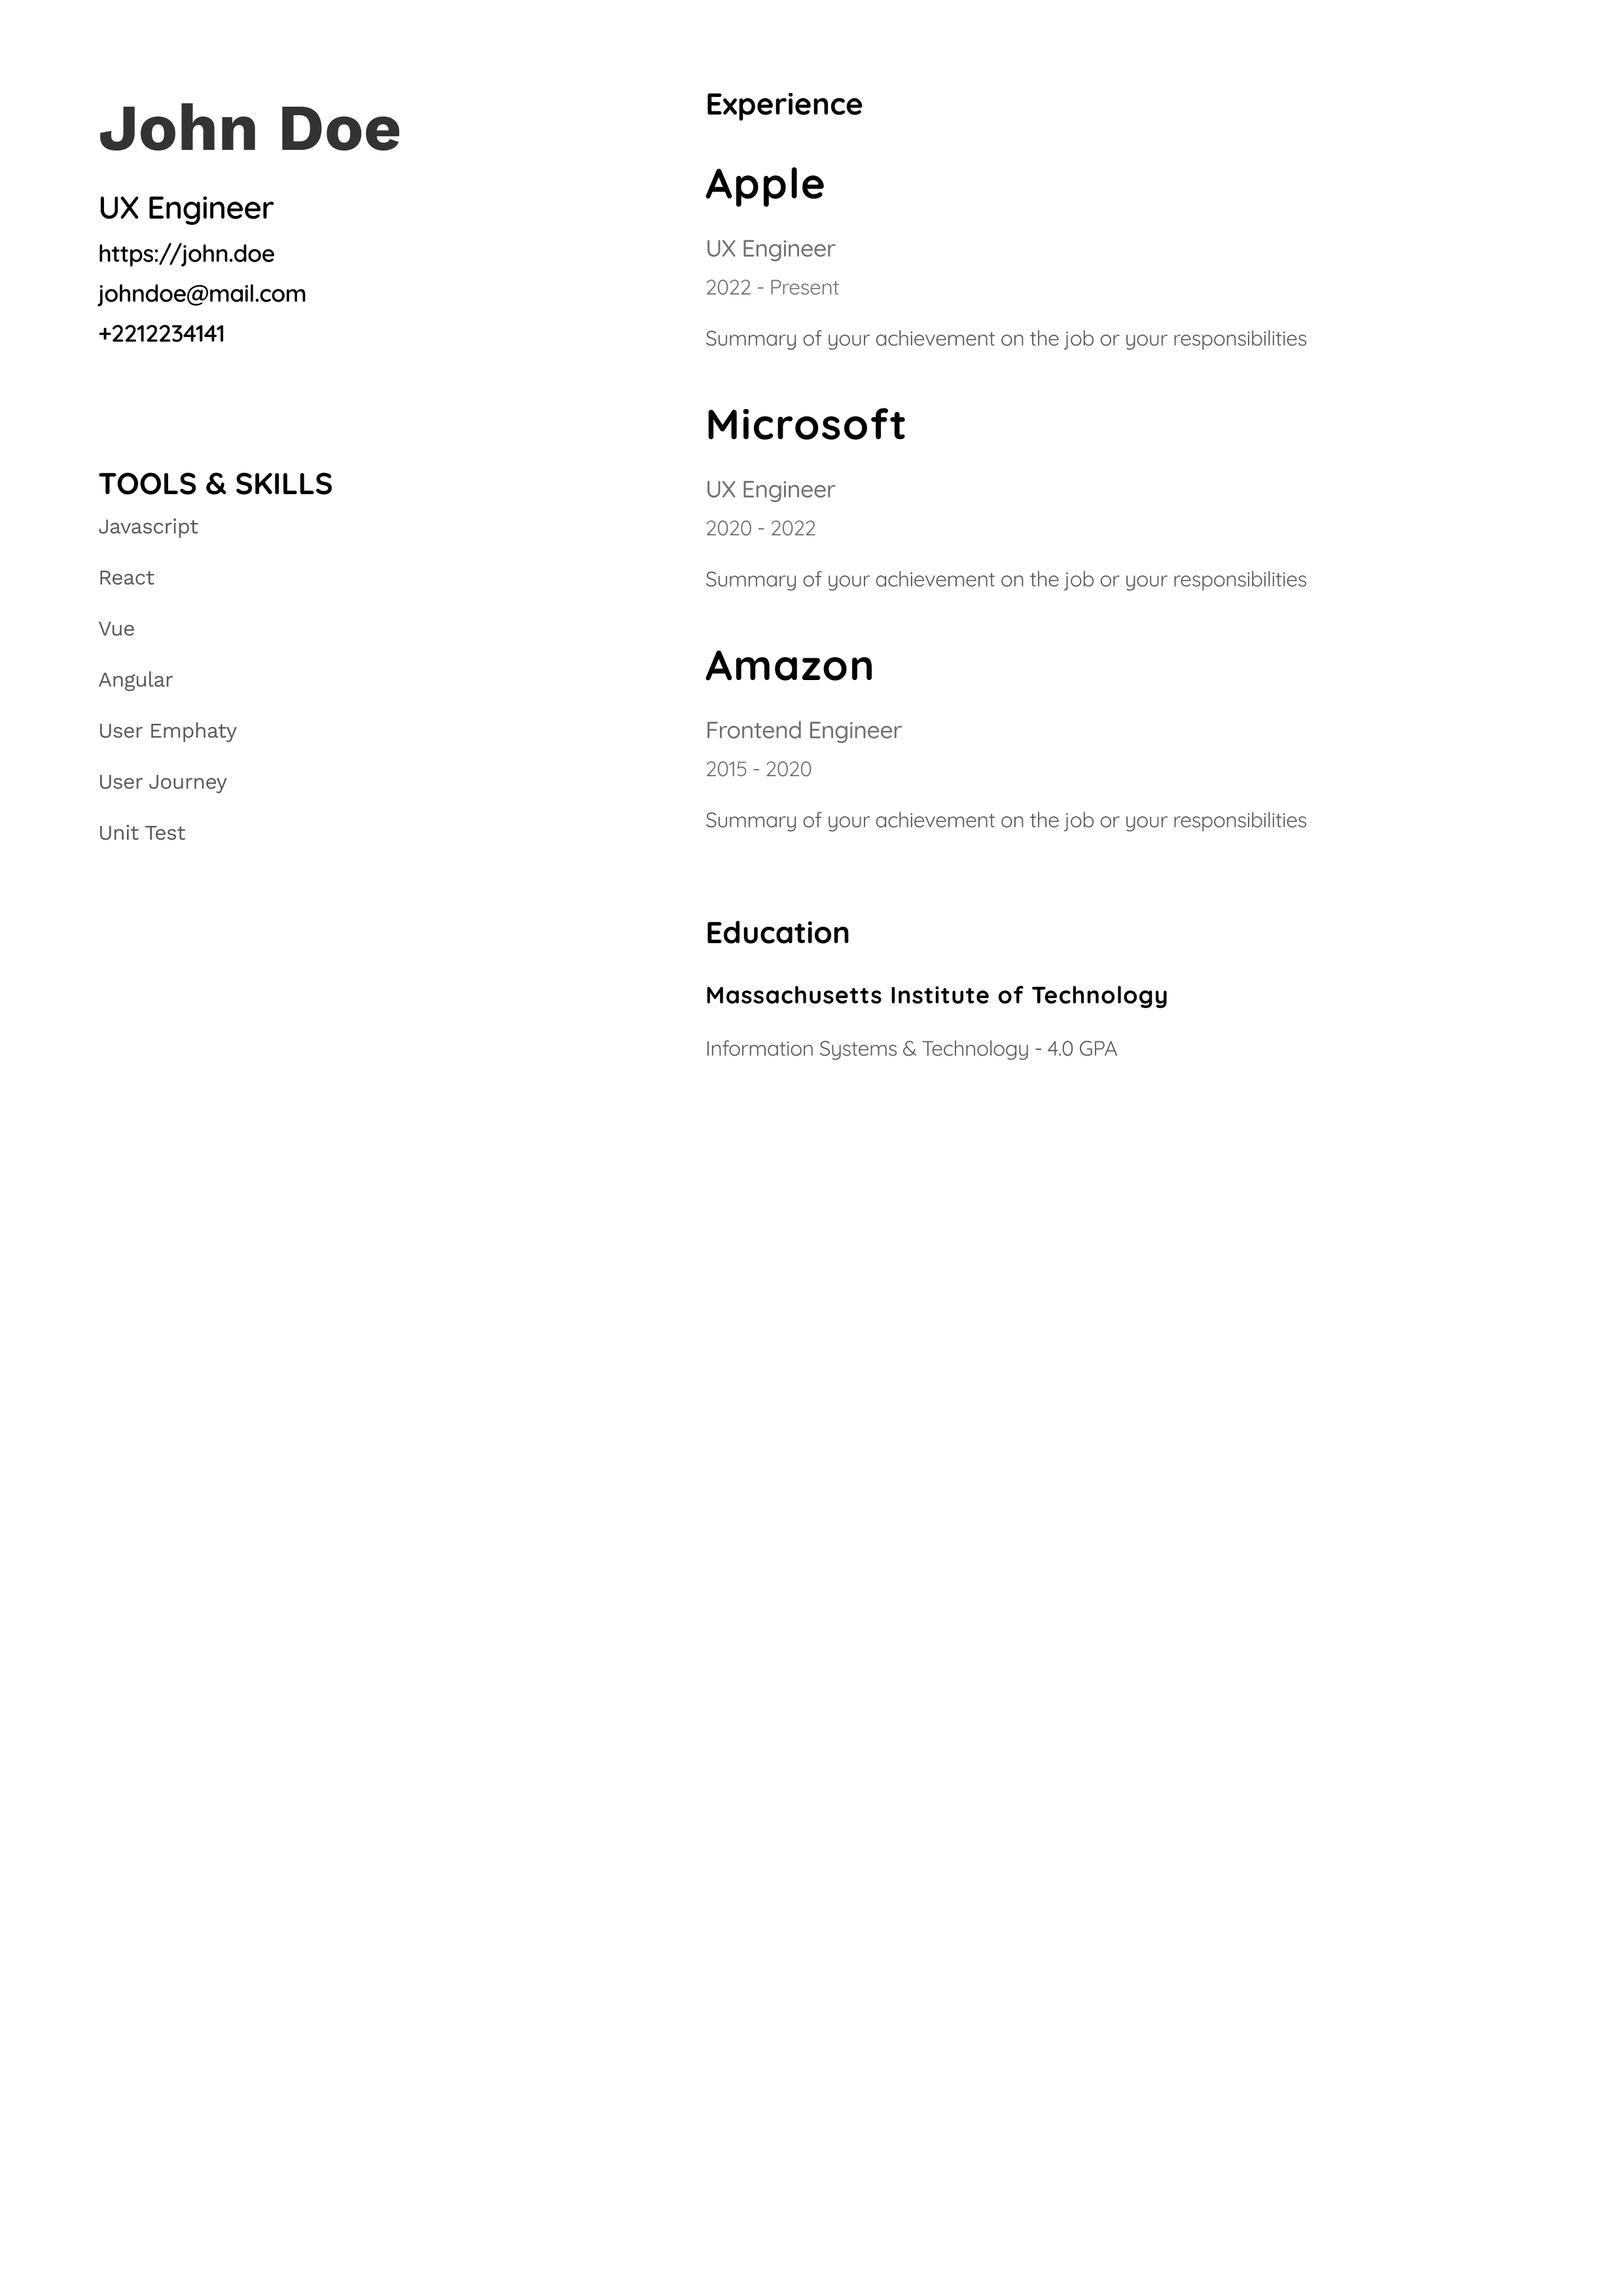 John Doe
UX Engineer
https://john.doe
johndoe@mail.com
+2212234141
TOOLS & SKILLS
Javascript
React
Vue
Angular
User Emphaty
User Journey
Unit Test
Experience
Apple
UX Engineer
2022 - Present
Summary of your achievement on the job or your responsibilities
Microsoft
UX Engineer
2020 - 2022
Summary of your achievement on the job or your responsibilities
Amazon
Frontend Engineer
2015 - 2020
Summary of your achievement on the job or your responsibilities
Education
Massachusetts Institute of Technology
Information Systems & Technology - 4.0 GPA